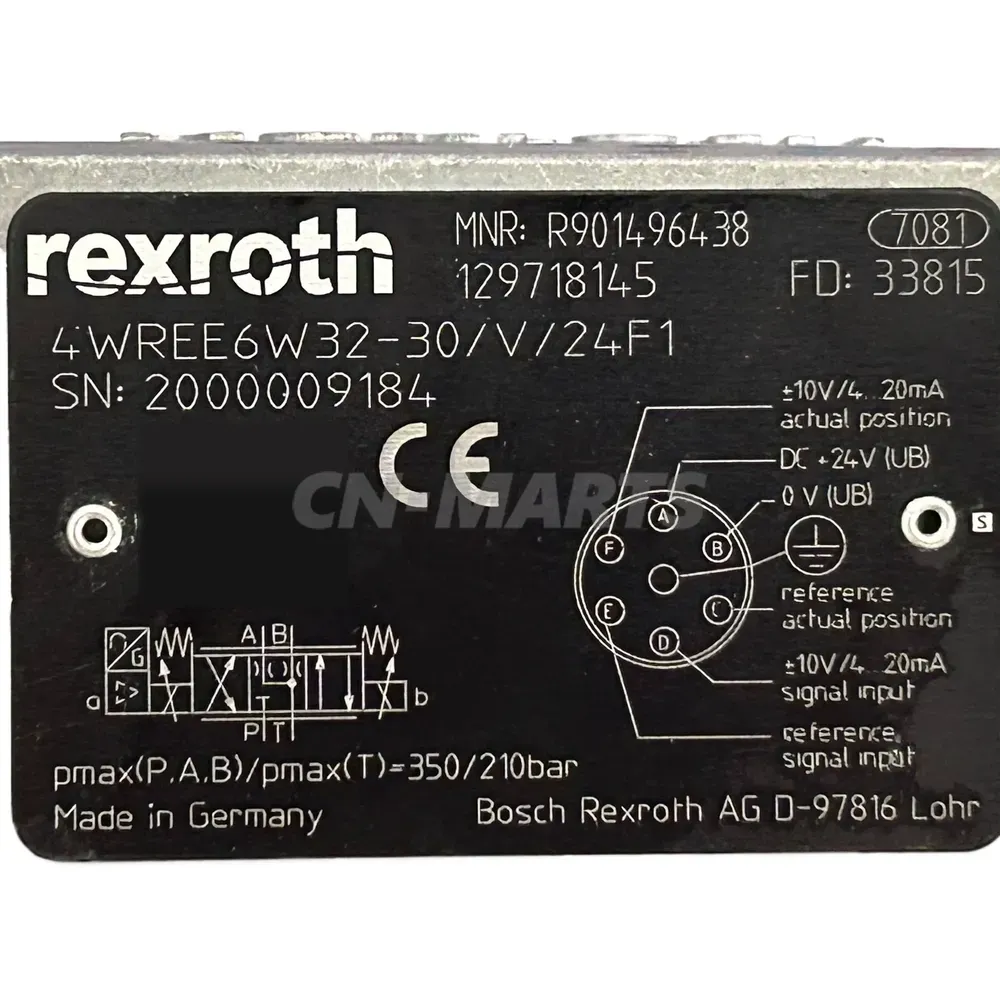 rexroth
MNR: R901496438
7081
129718145
FD: 33815
4WREE6W32-30/V/24F1
SN: 2000009184
CE
CN-MARTS
±10V/4...20mA
actual position
DC +24V (UB)
0 V (UB)
A
F
B
E
C
D
S
reference
actual position
±10V/4...20mA
signal input
reference
signal input
A B
G
a
b
T
P T
pmax(P,A,B)/pmax(T)=350/210bar
Made in Germany
Bosch Rexroth AG D-97816 Lohr